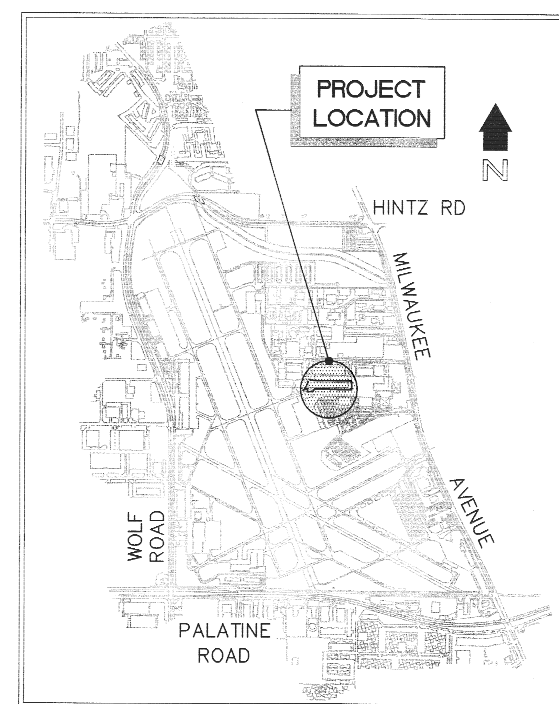 PROJECT
LOCATION
N
HINTZ RD
MILWAUKEE
AVENUE
WOLF
ROAD
PALATINE
ROAD